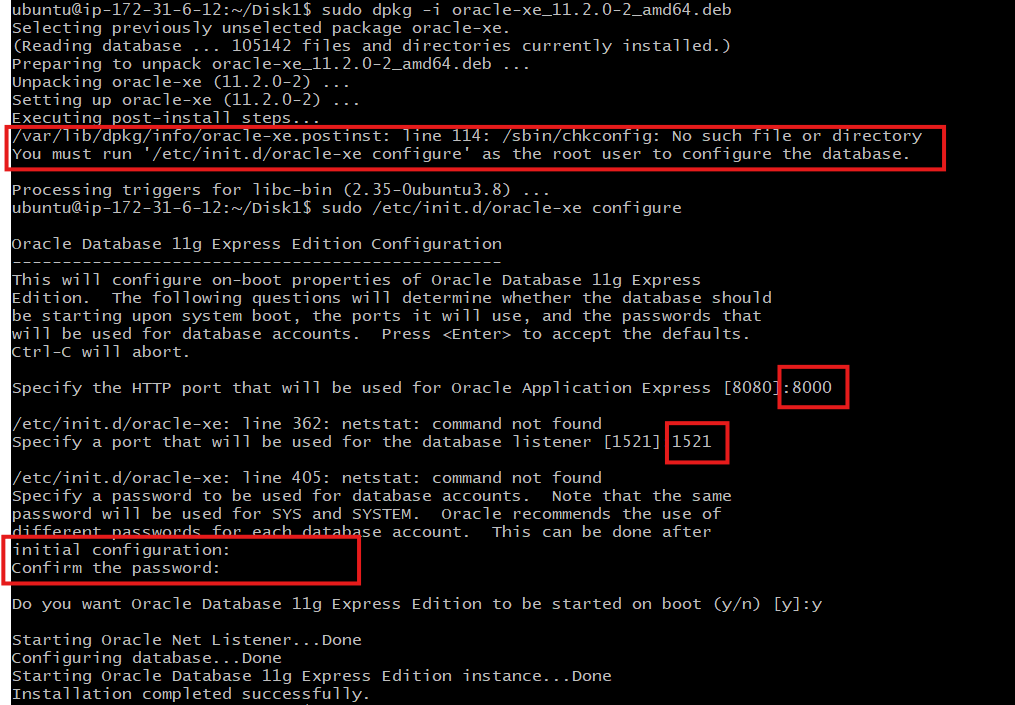 ubuntu@ip-172-31-6-12:~/Disk1$ sudo dpkg -i oracle-xe_11.2.0-2_amd64.deb
Selecting previously unselected package oracle-xe.
(Reading database ... 105142 files and directories currently installed.)
Preparing to unpack oracle-xe_11.2.0-2_amd64.deb ...
Unpacking oracle-xe (11.2.0-2) ...
Setting up oracle-xe (11.2.0-2) ...
Executing post-install steps...
/var/lib/dpkg/info/oracle-xe.postinst: line 114: /sbin/chkconfig: No such file or directory
You must run '/etc/init.d/oracle-xe configure' as the root user to configure the database.
Processing triggers for libc-bin (2.35-0ubuntu3.8) ...
ubuntu@ip-172-31-6-12:~/Disk1$ sudo /etc/init.d/oracle-xe configure
Oracle Database 11g Express Edition Configuration
-------------------------------------------------
This will configure on-boot properties of Oracle Database 11g Express
Edition.  The following questions will determine whether the database should
be starting upon system boot, the ports it will use, and the passwords that
will be used for database accounts.  Press <Enter> to accept the defaults.
Ctrl-C will abort.
Specify the HTTP port that will be used for Oracle Application Express [8080]:8000
/etc/init.d/oracle-xe: line 362: netstat: command not found
Specify a port that will be used for the database listener [1521] 1521
/etc/init.d/oracle-xe: line 405: netstat: command not found
Specify a password to be used for database accounts.  Note that the same
password will be used for SYS and SYSTEM.  Oracle recommends the use of
different passwords for each database account.  This can be done after
initial configuration:
Confirm the password:
Do you want Oracle Database 11g Express Edition to be started on boot (y/n) [y]:y
Starting Oracle Net Listener...Done
Configuring database...Done
Starting Oracle Database 11g Express Edition instance...Done
Installation completed successfully.